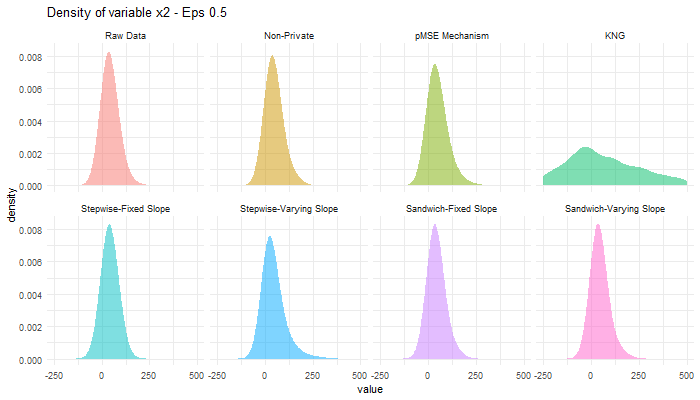 Density of variable x2 - Eps 0.5
Raw Data
Non-Private
pMSE Mechanism
KNG
0.008
0.006
0.004
0.002
0.000
density
Stepwise-Fixed Slope
Stepwise-Varying Slope
Sandwich-Fixed Slope
Sandwich-Varying Slope
0.008
0.006
0.004
0.002
0.000
-250 0 250 500 -250 0 250 500 -250 0 250 500 -250 0 250 500
value